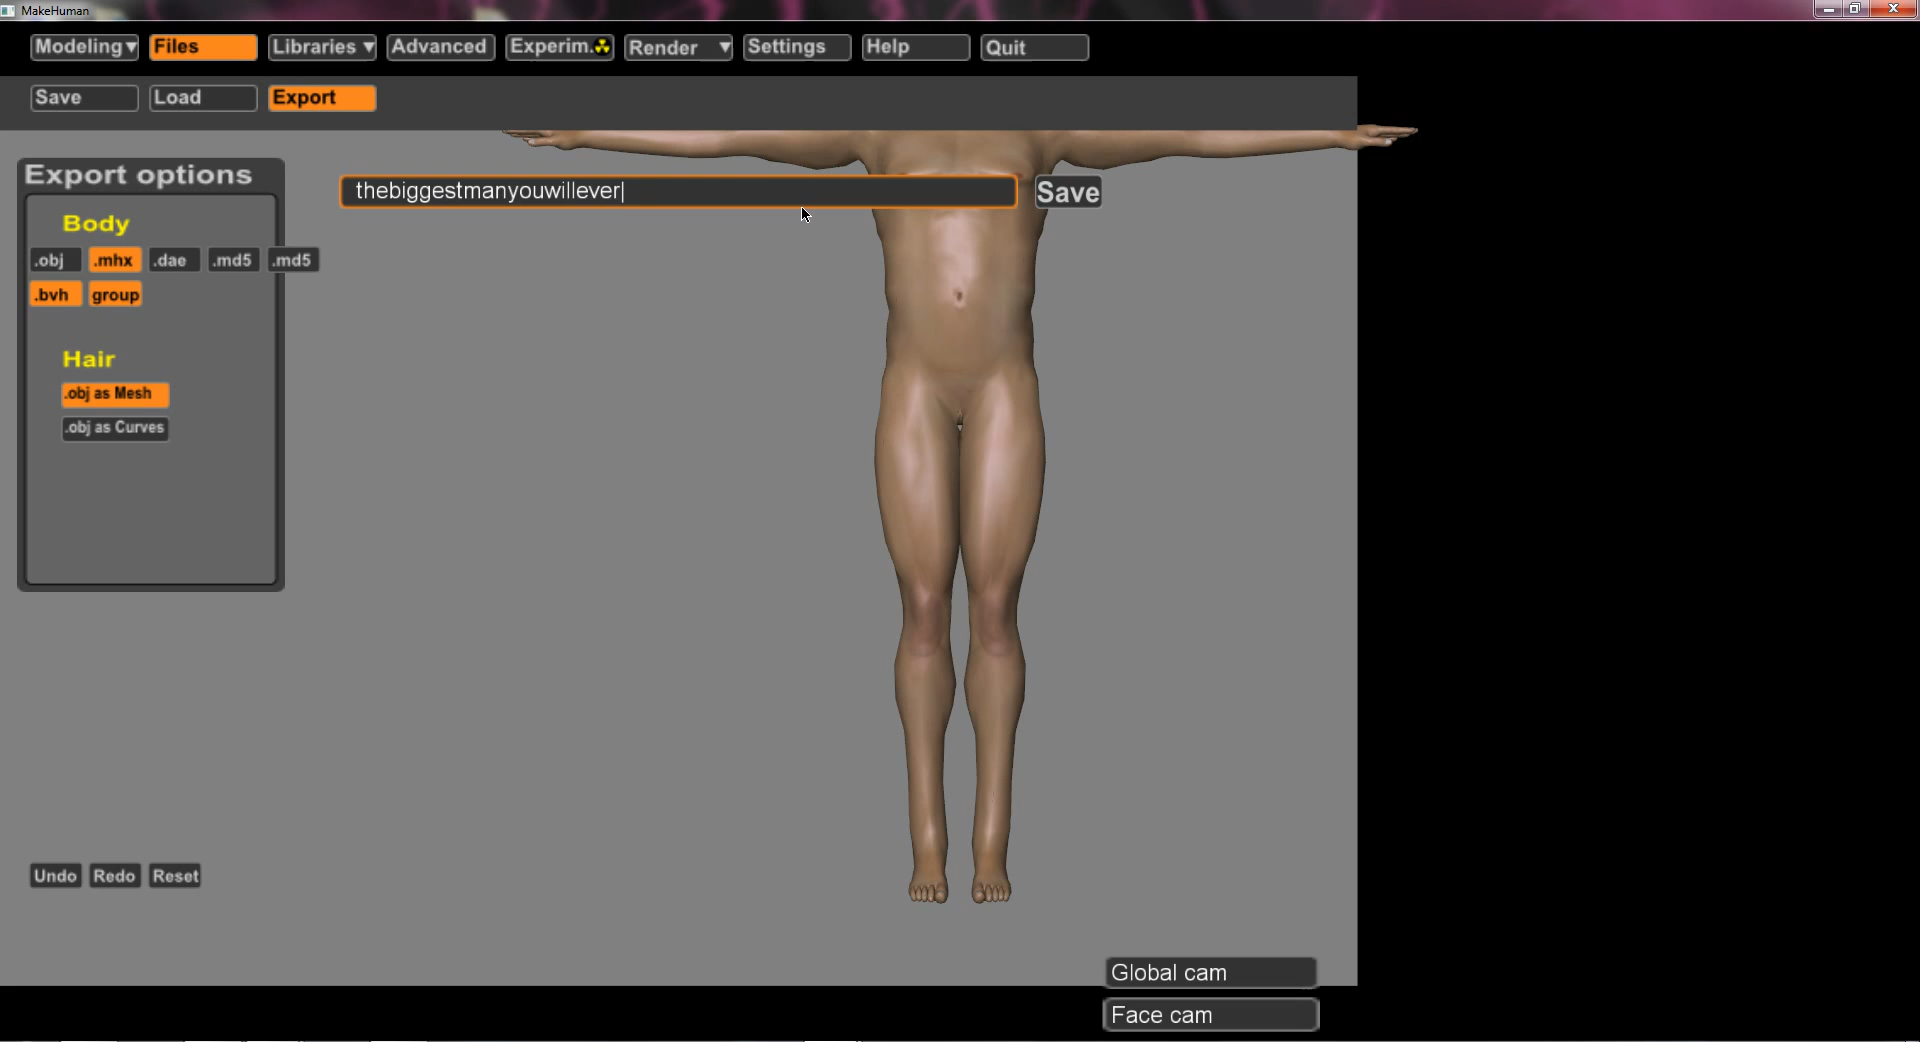 MakeHuman
Modeling▾ Files Libraries ▾ Advanced Experim. Render ▾ Settings Help Quit
Save Load Export
Export options
thebiggestmanyouwillever
Save
Body
.obj .mhx .dae .md5 .md5
.bvh group
Hair
.obj as Mesh
.obj as Curves
Undo Redo Reset
Global cam
Face cam